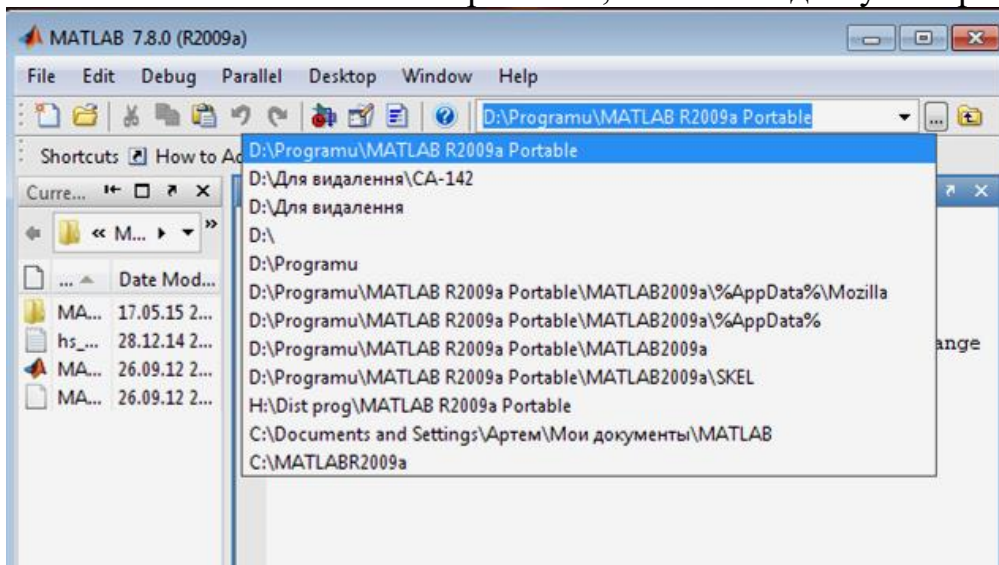 MATLAB 7.8.0 (R2009a)
File Edit Debug Parallel Desktop Window Help
D:\Programu\MATLAB R2009a Portable
Shortcuts How to
D:\Programu\MATLAB R2009a Portable
D:\Для видалення\CA-142
D:\Для видалення
D:\
D:\Programu
D:\Programu\MATLAB R2009a Portable\MATLAB2009a\%AppData%\Mozilla
D:\Programu\MATLAB R2009a Portable\MATLAB2009a\%AppData%
D:\Programu\MATLAB R2009a Portable\MATLAB2009a
D:\Programu\MATLAB R2009a Portable\MATLAB2009a\SKEL
H:\Dist prog\MATLAB R2009a Portable
C:\Documents and Settings\Артем\Мои документы\MATLAB
C:\MATLABR2009a
Curre...
« M... »
... Date Mod...
MA... 17.05.15 2...
hs_... 28.12.14 2...
MA... 26.09.12 2...
MA... 26.09.12 2...
ange